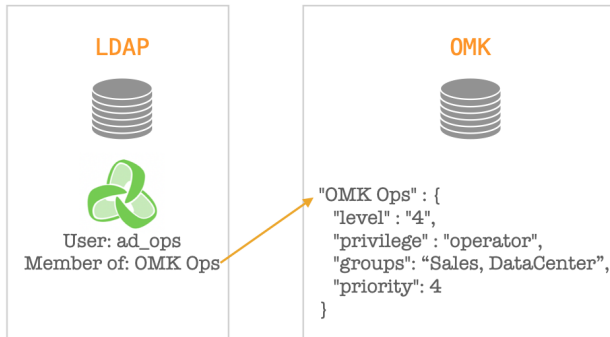 LDAP
User: ad_ops
Member of: OMK Ops
OMK
"OMK Ops" : {
"level" : "4",
"privilege" : "operator",
"groups": “Sales, DataCenter”,
"priority": 4
}